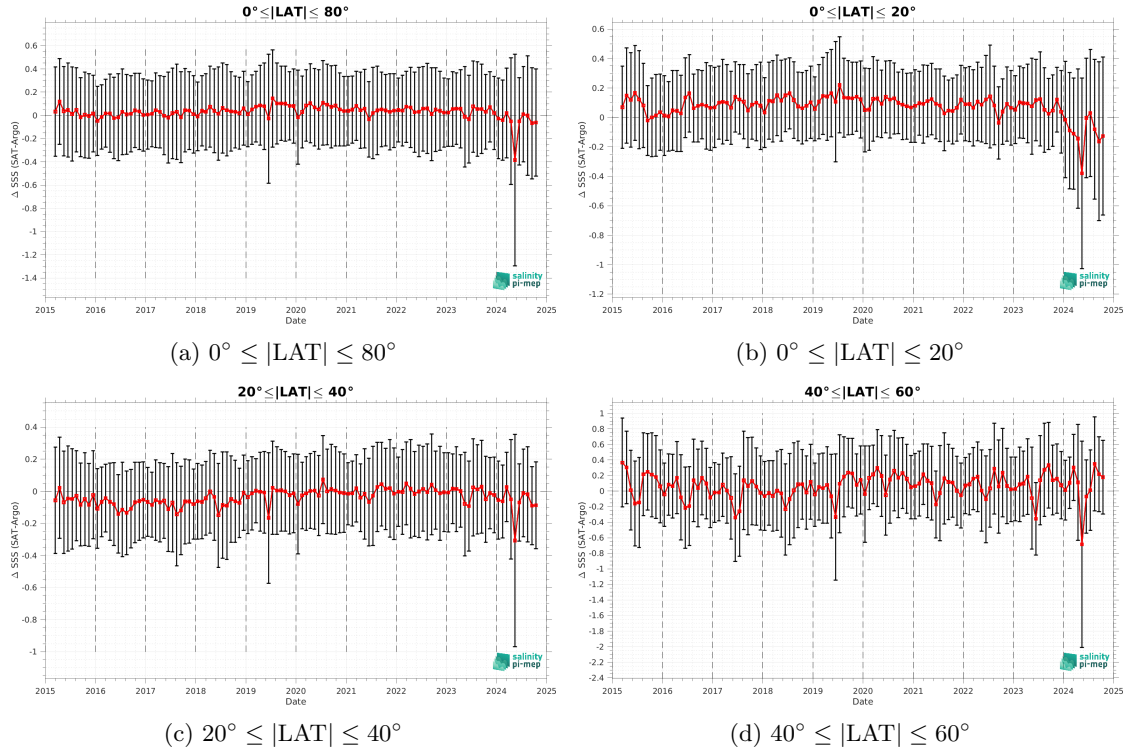 0°≤|LAT|≤ 80°
Δ SSS (SAT-Argo)
0.6
0.4
0.2
0
-0.2
-0.4
-0.6
-0.8
-1
-1.2
-1.4
2015 2016 2017 2018 2019 2020 2021 2022 2023 2024 2025
Date
salinity
pi-mep
(a) 0° ≤ |LAT| ≤ 80°
0°≤|LAT|≤ 20°
Δ SSS (SAT-Argo)
0.6
0.4
0.2
0
-0.2
-0.4
-0.6
-0.8
-1
-1.2
2015 2016 2017 2018 2019 2020 2021 2022 2023 2024 2025
Date
salinity
pi-mep
(b) 0° ≤ |LAT| ≤ 20°
20°≤|LAT|≤ 40°
Δ SSS (SAT-Argo)
0.4
0.2
0
-0.2
-0.4
-0.6
-0.8
-1
2015 2016 2017 2018 2019 2020 2021 2022 2023 2024 2025
Date
salinity
pi-mep
(c) 20° ≤ |LAT| ≤ 40°
40°≤|LAT|≤ 60°
Δ SSS (SAT-Argo)
1
0.8
0.6
0.4
0.2
0
-0.2
-0.4
-0.6
-0.8
-1
-1.2
-1.4
-1.6
-1.8
-2
-2.2
-2.4
2015 2016 2017 2018 2019 2020 2021 2022 2023 2024 2025
Date
salinity
pi-mep
(d) 40° ≤ |LAT| ≤ 60°